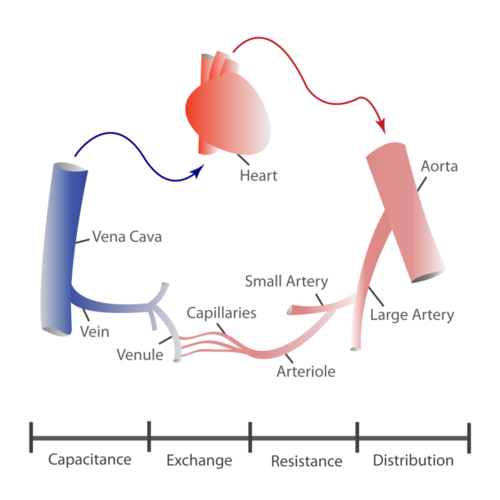 Heart
Aorta
Vena Cava
Small Artery
Capillaries
Large Artery
Vein
Venule
Arteriole
Capacitance
Exchange
Resistance
Distribution